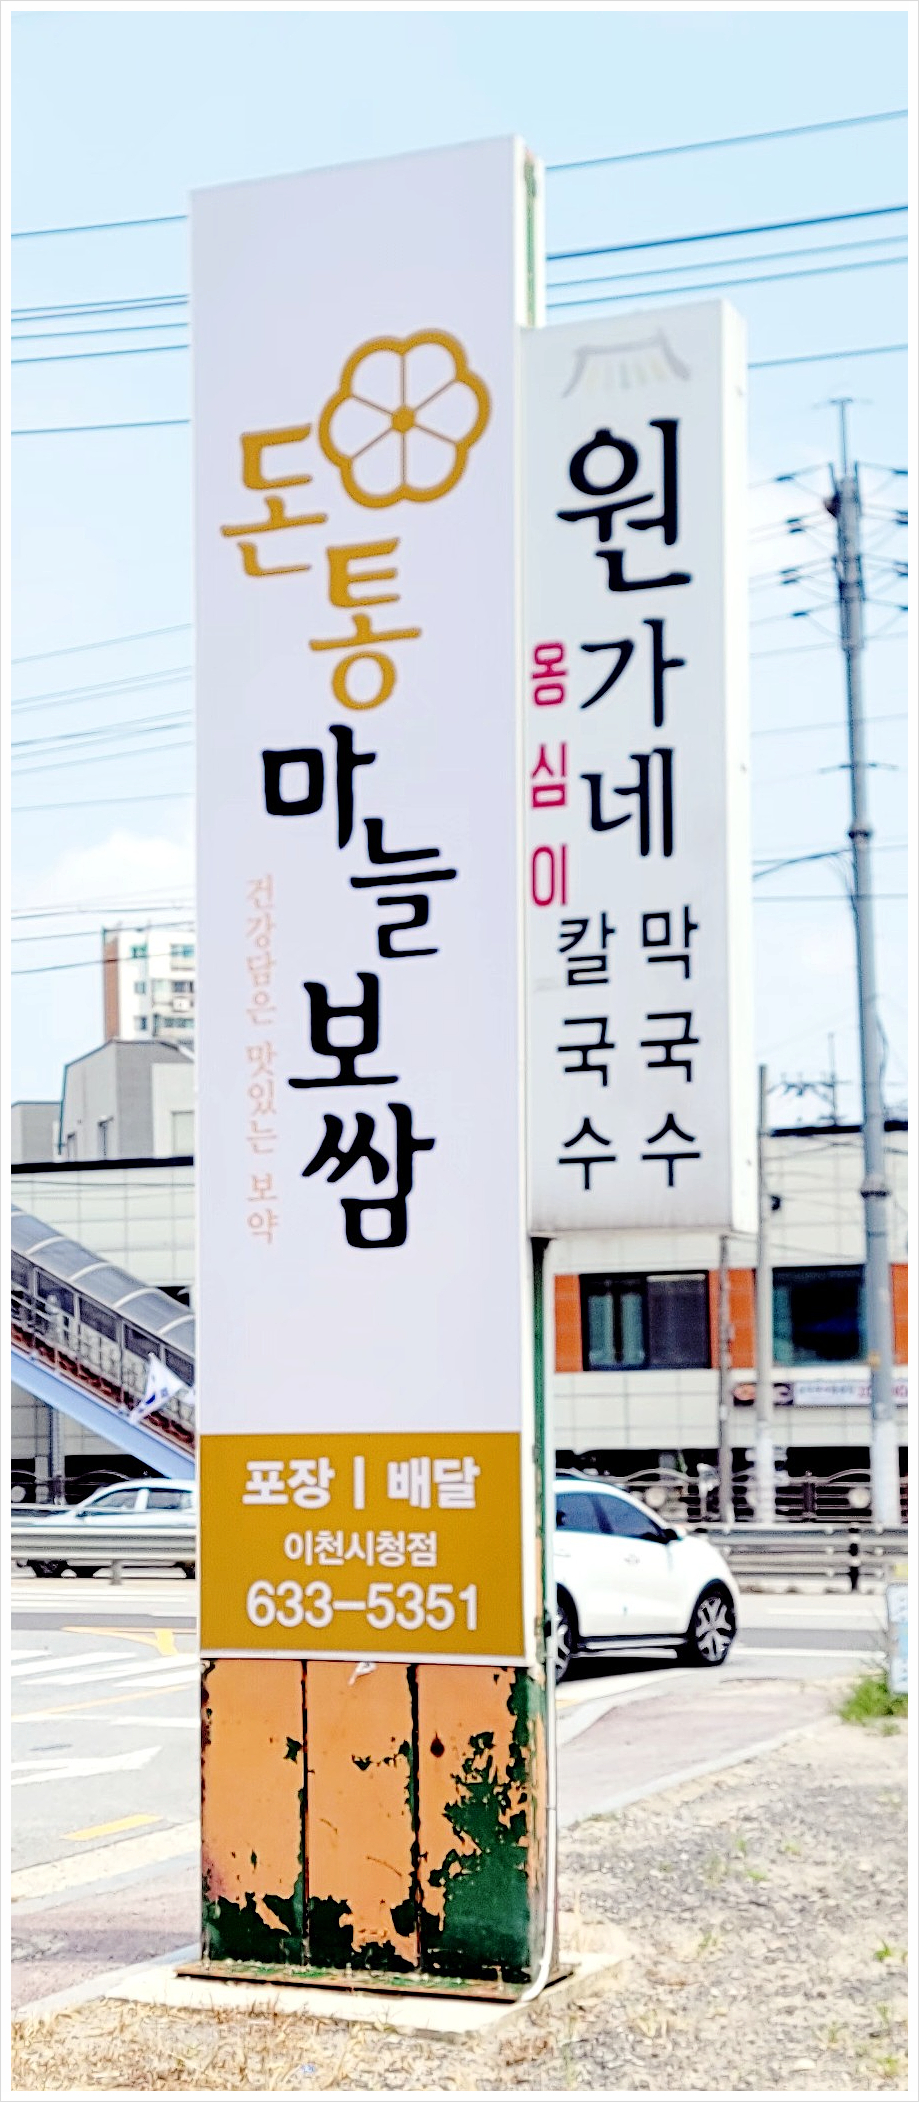 돈통
마늘
보쌈
건강담은 맛있는 보약
포장 | 배달
이천시청점
633-5351
원가네
옹심이
칼국수
막국수